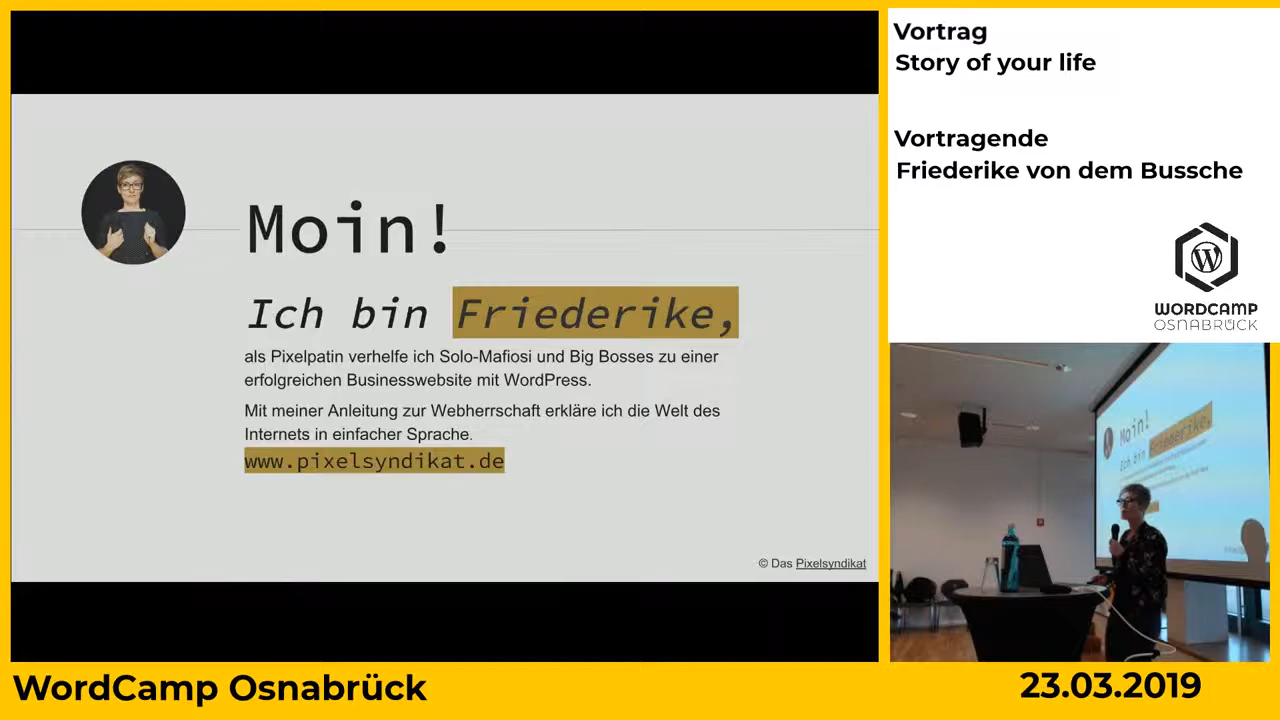 Moin!
Ich bin Friederike,
als Pixelpatin verhelfe ich Solo-Mafiosi und Big Bosses zu einer
erfolgreichen Businesswebsite mit WordPress.
Mit meiner Anleitung zur Webherrschaft erkläre ich die Welt des
Internets in einfacher Sprache.
www.pixelsyndikat.de
© Das Pixelsyndikat
Vortrag
Story of your life
Vortragende
Friederike von dem Bussche
WORDCAMP
OSNABRÜCK
Moin!
Ich bin Friederike,
WordCamp Osnabrück
23.03.2019